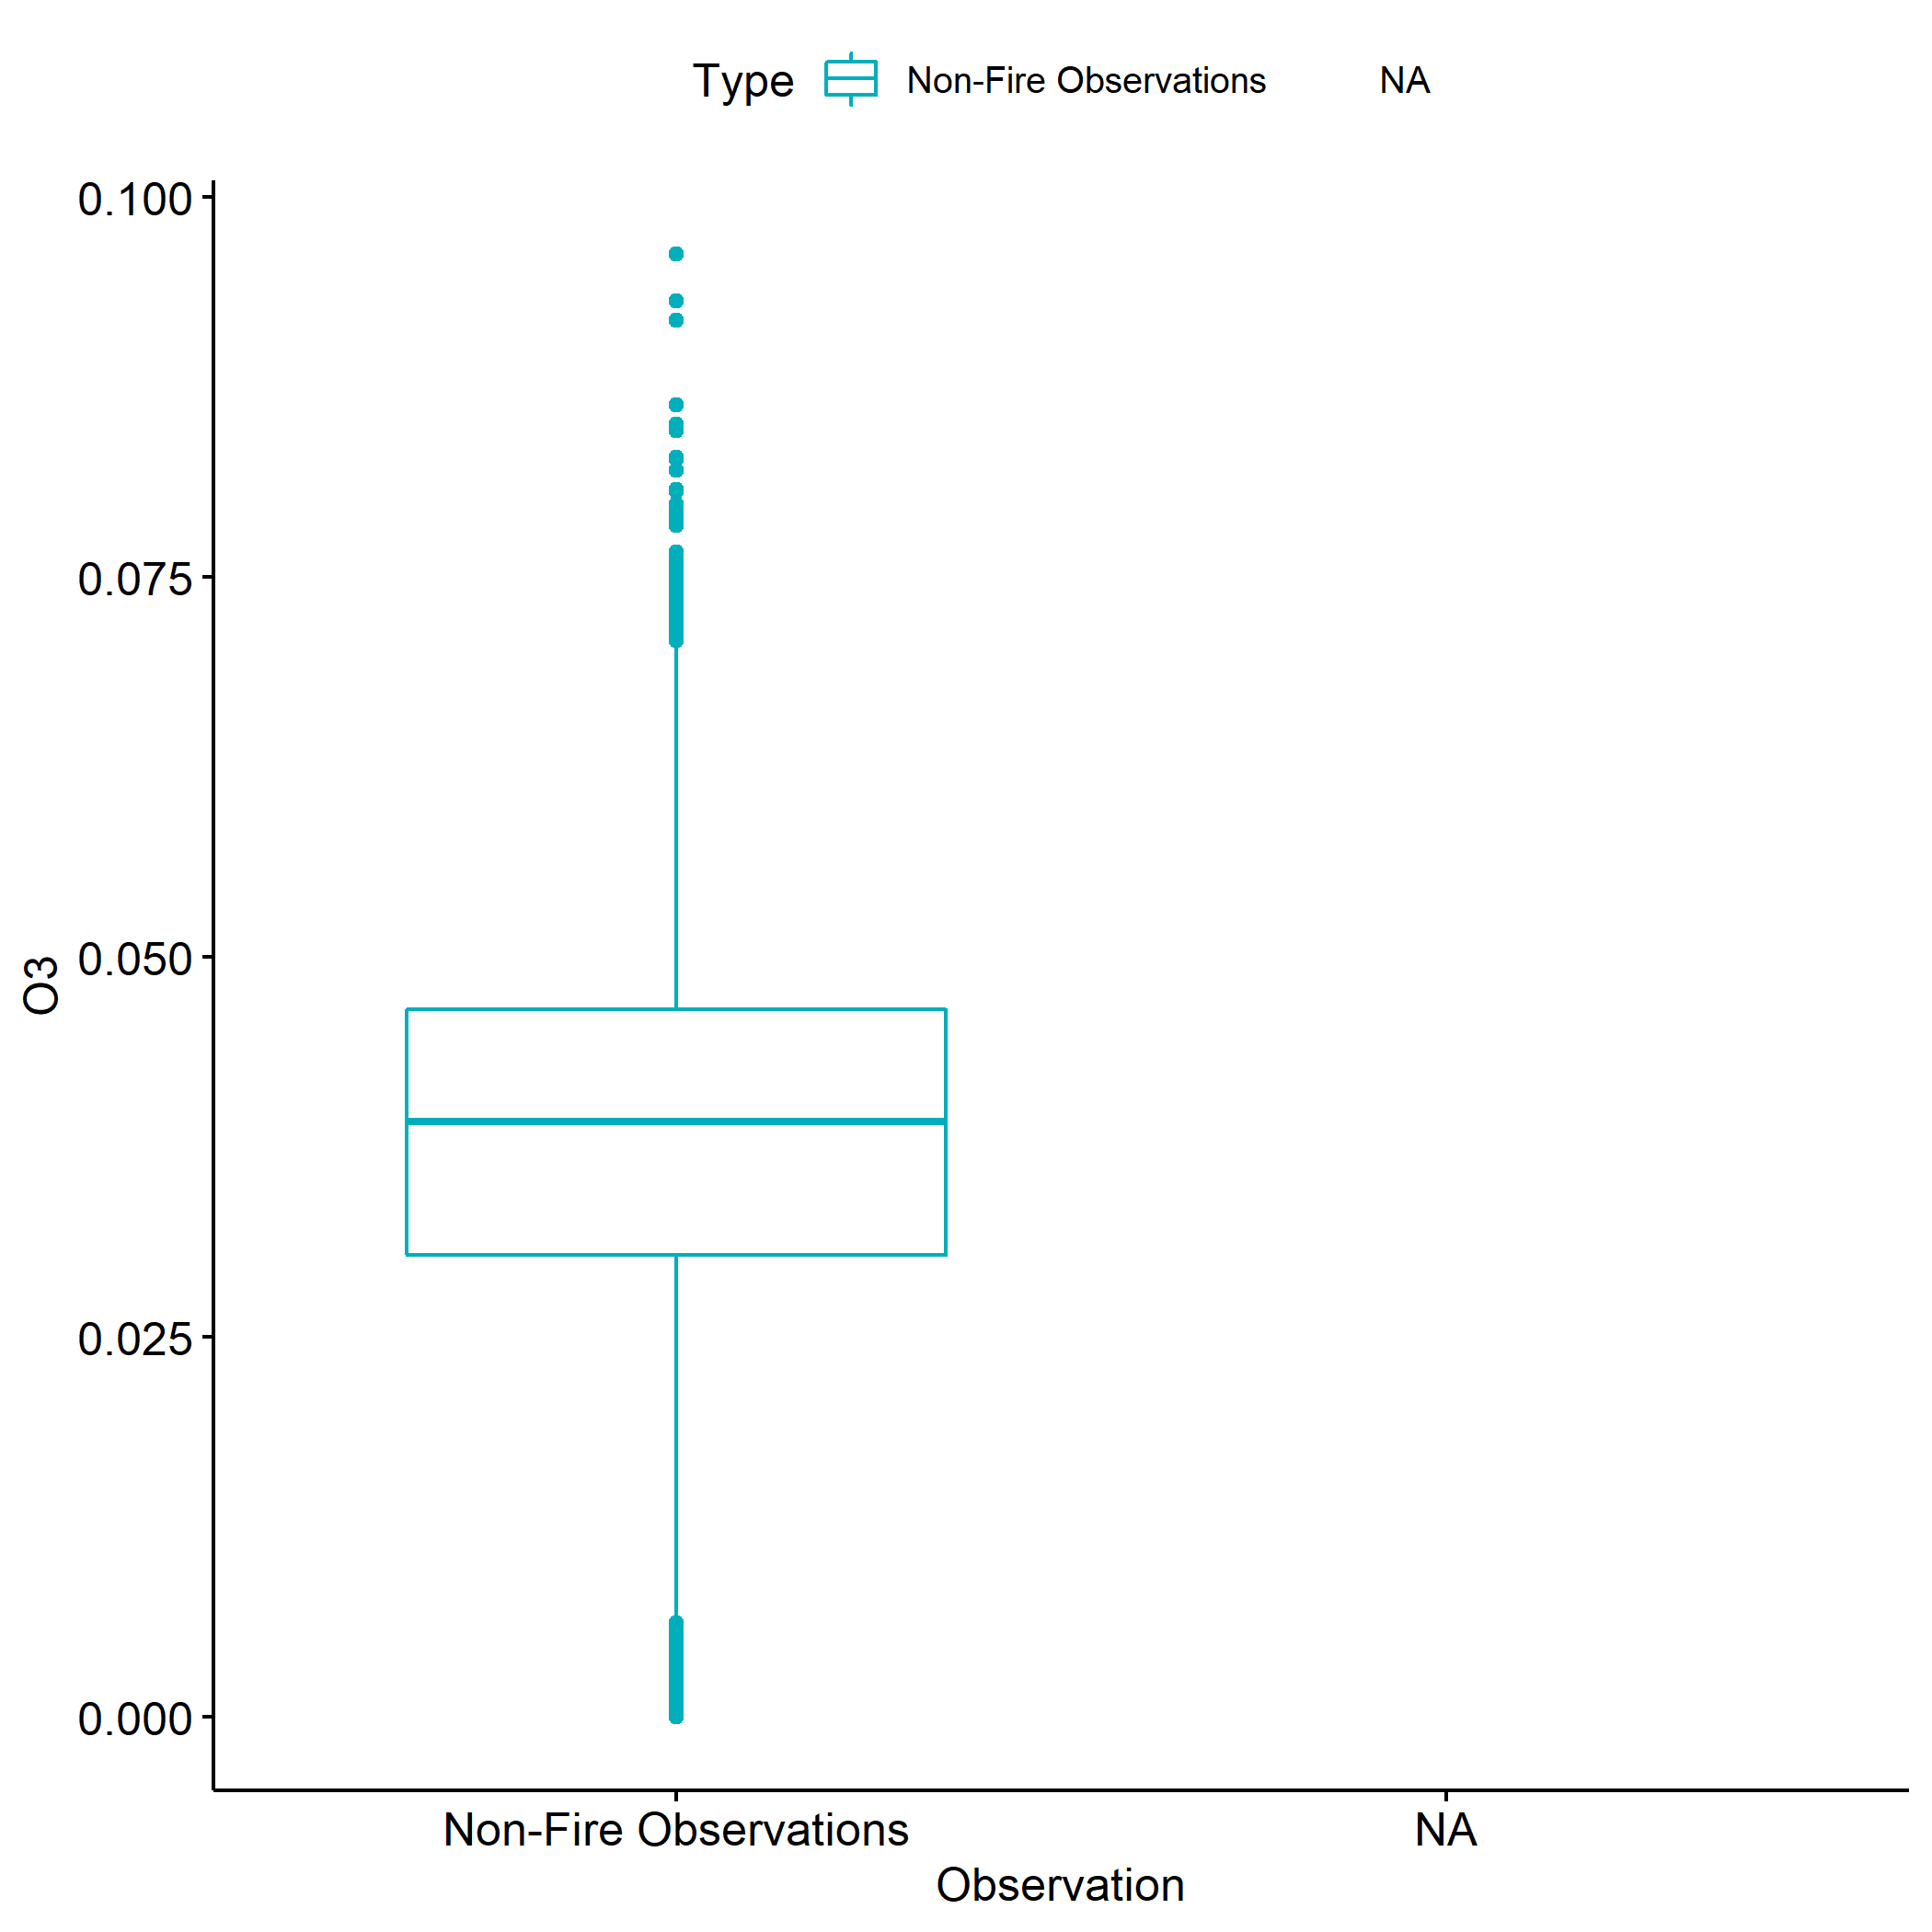 Type Non-Fire Observations NA
0.100
0.075
0.050
0.025
0.000
O3
Non-Fire Observations NA
Observation